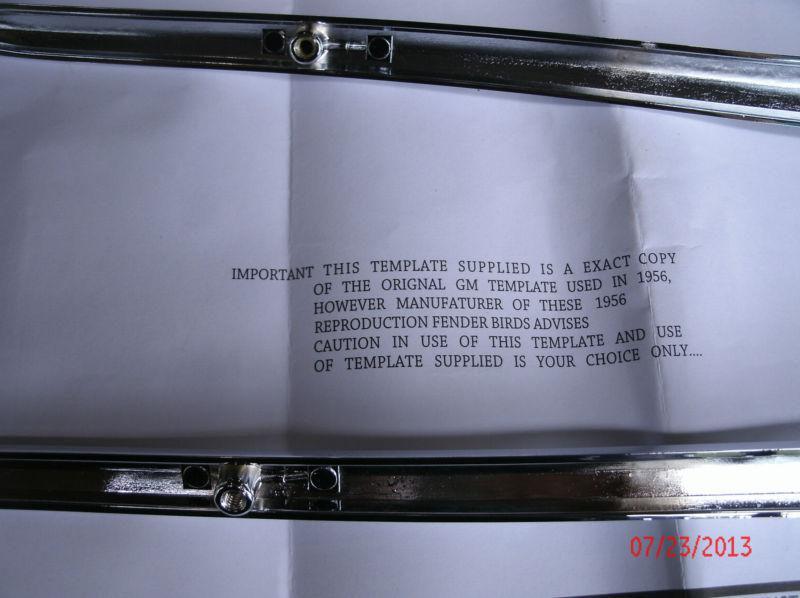 IMPORTANT THIS TEMPLATE SUPPLIED IS A EXACT COPY
OF THE ORIGNAL GM TEMPLATE USED IN 1956,
HOWEVER MANUFATURER OF THESE 1956
REPRODUCTION FENDER BIRDS ADVISES
CAUTION IN USE OF THIS TEMPLATE AND USE
OF TEMPLATE SUPPLIED IS YOUR CHOICE ONLY....
07/23/2013